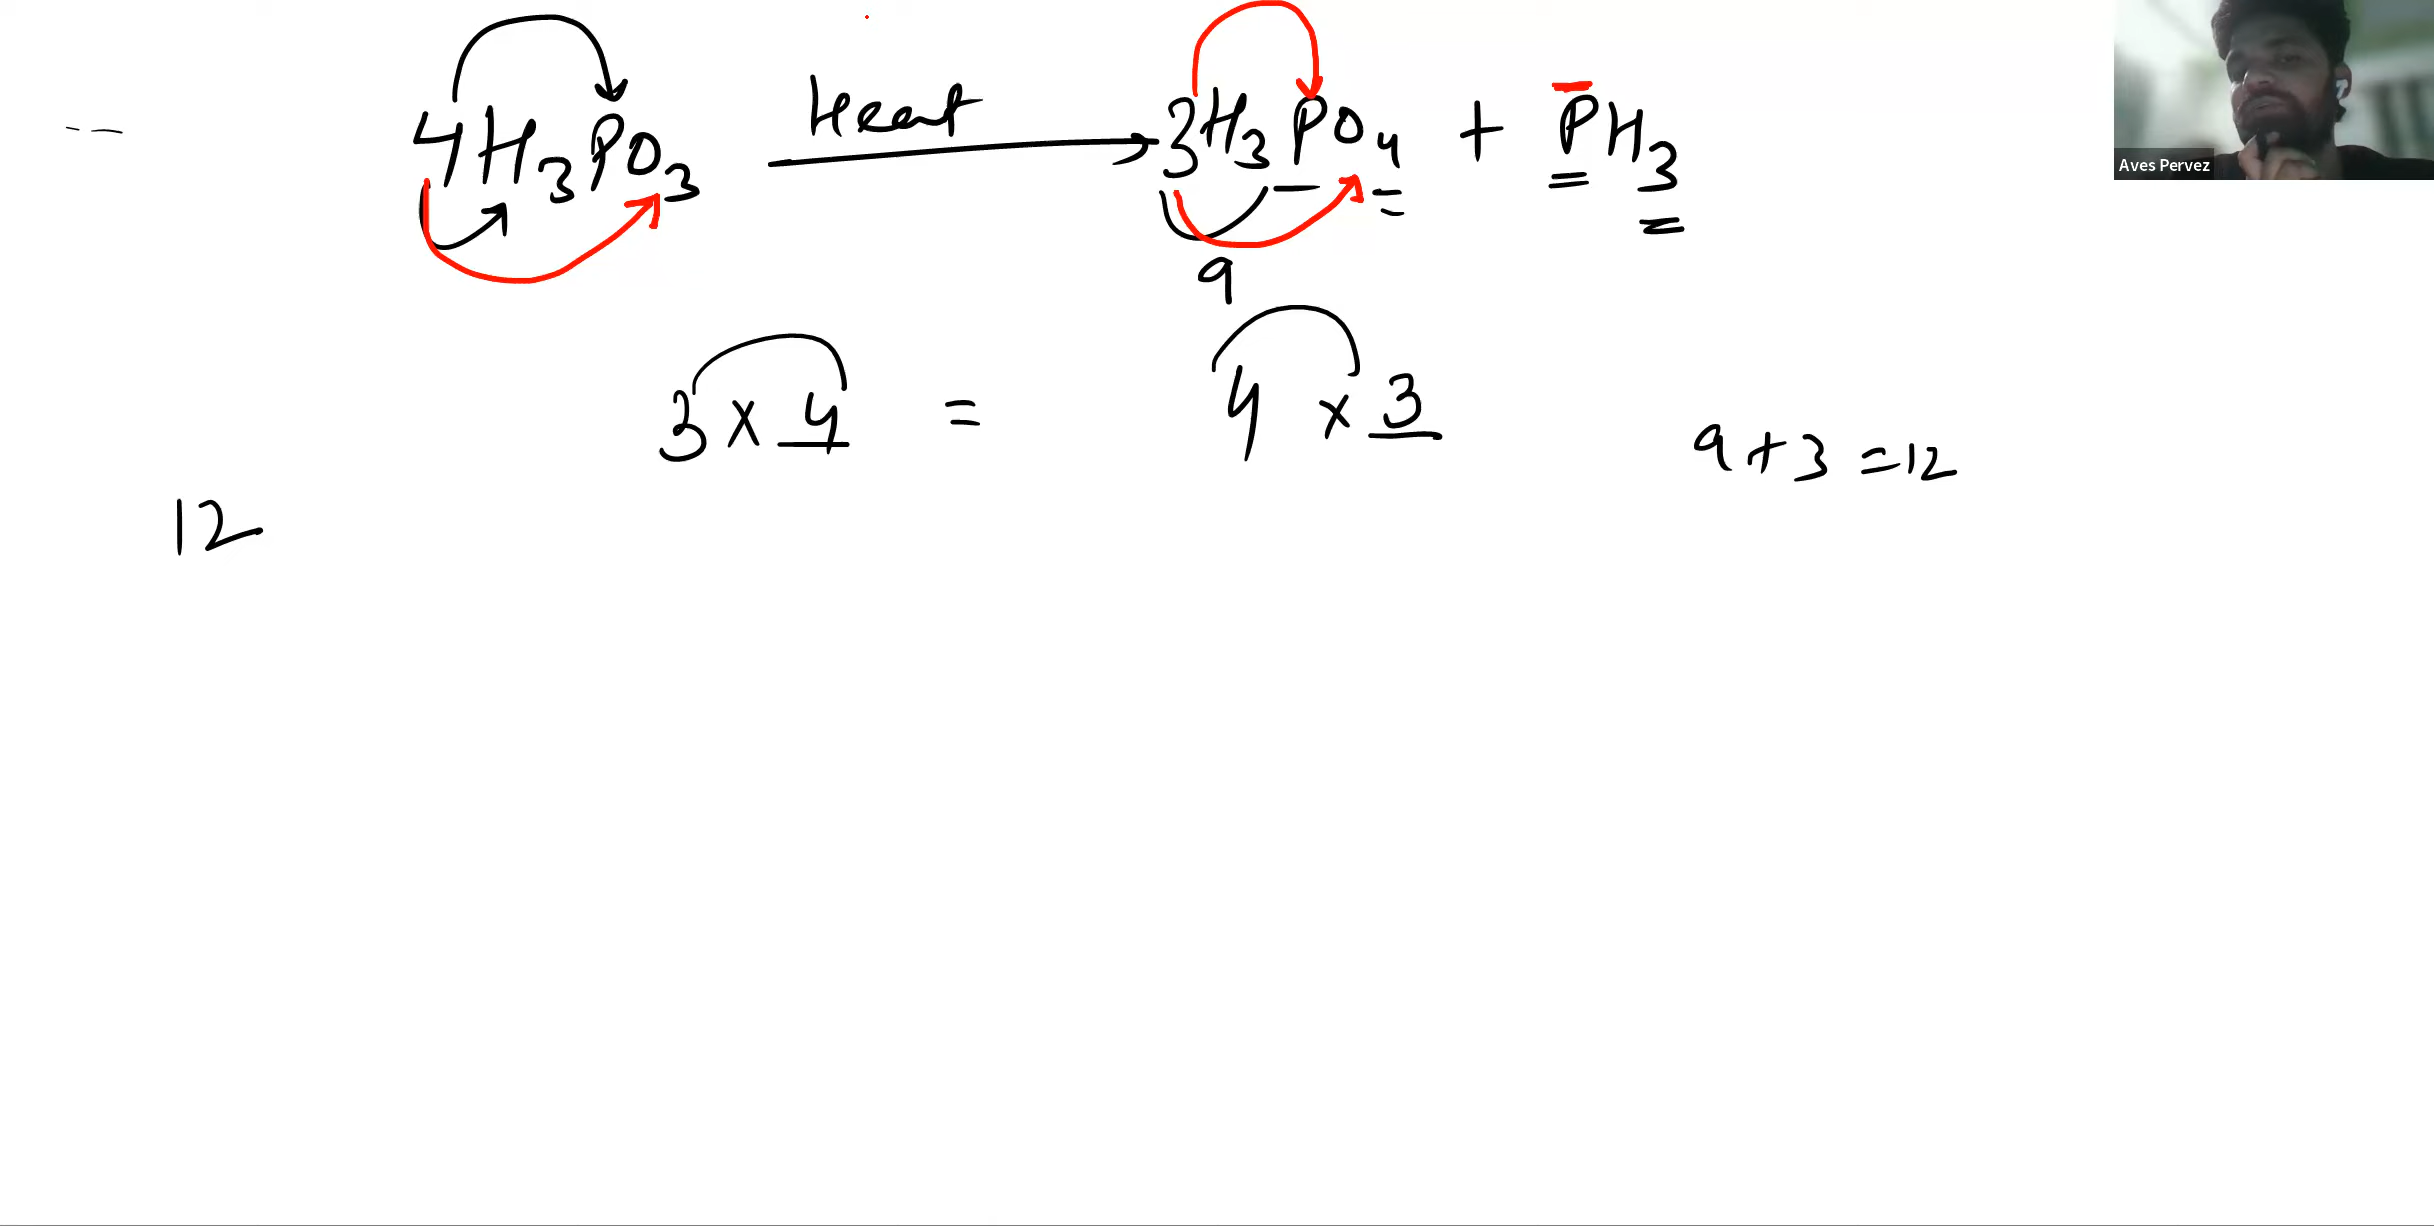 Heat
4H₃PO₃ → 3H₃PO₄ + PH₃
Aves Pervez
9
3 × 4 = 4 × 3
9 + 3 = 12
12